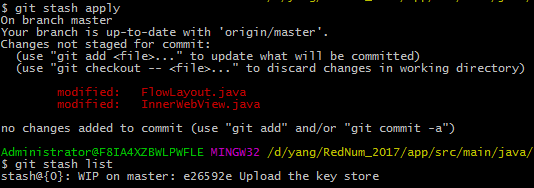 $ git stash apply
On branch master
Your branch is up-to-date with 'origin/master'.
Changes not staged for commit:
  (use "git add <file>..." to update what will be committed)
  (use "git checkout -- <file>..." to discard changes in working directory)

        modified:   FlowLayout.java
        modified:   InnerWebView.java

no changes added to commit (use "git add" and/or "git commit -a")

Administrator@F8IA4XZBWLPWFLE MINGW32 /d/yang/RedNum_2017/app/src/main/java/
$ git stash list
stash@{0}: WIP on master: e26592e Upload the key store